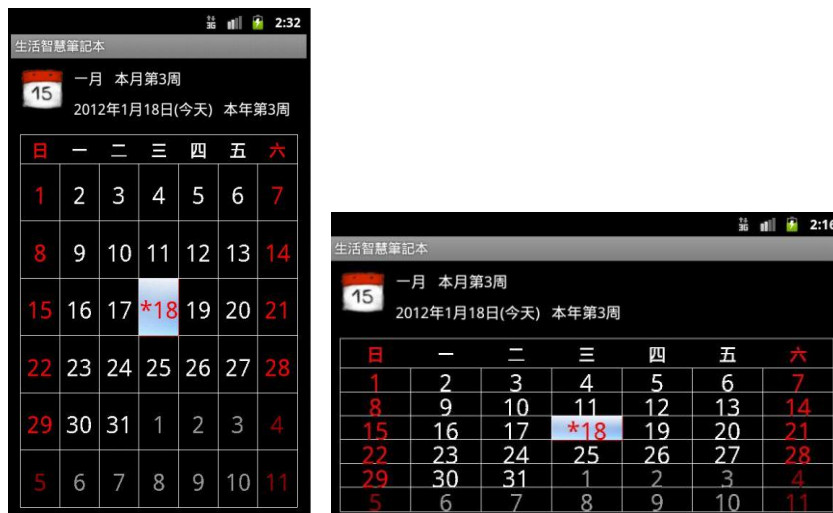 3G 2:32
生活智慧筆記本
15
一月 本月第3周
2012年1月18日(今天) 本年第3周
日 一 二 三 四 五 六
1 2 3 4 5 6 7
8 9 10 11 12 13 14
15 16 17 *18 19 20 21
22 23 24 25 26 27 28
29 30 31 1 2 3 4
5 6 7 8 9 10 11
3G 2:16
生活智慧筆記本
15
一月 本月第3周
2012年1月18日(今天) 本年第3周
日 一 二 三 四 五 六
1 2 3 4 5 6 7
8 9 10 11 12 13 14
15 16 17 *18 19 20 21
22 23 24 25 26 27 28
29 30 31 1 2 3 4
5 6 7 8 9 10 11